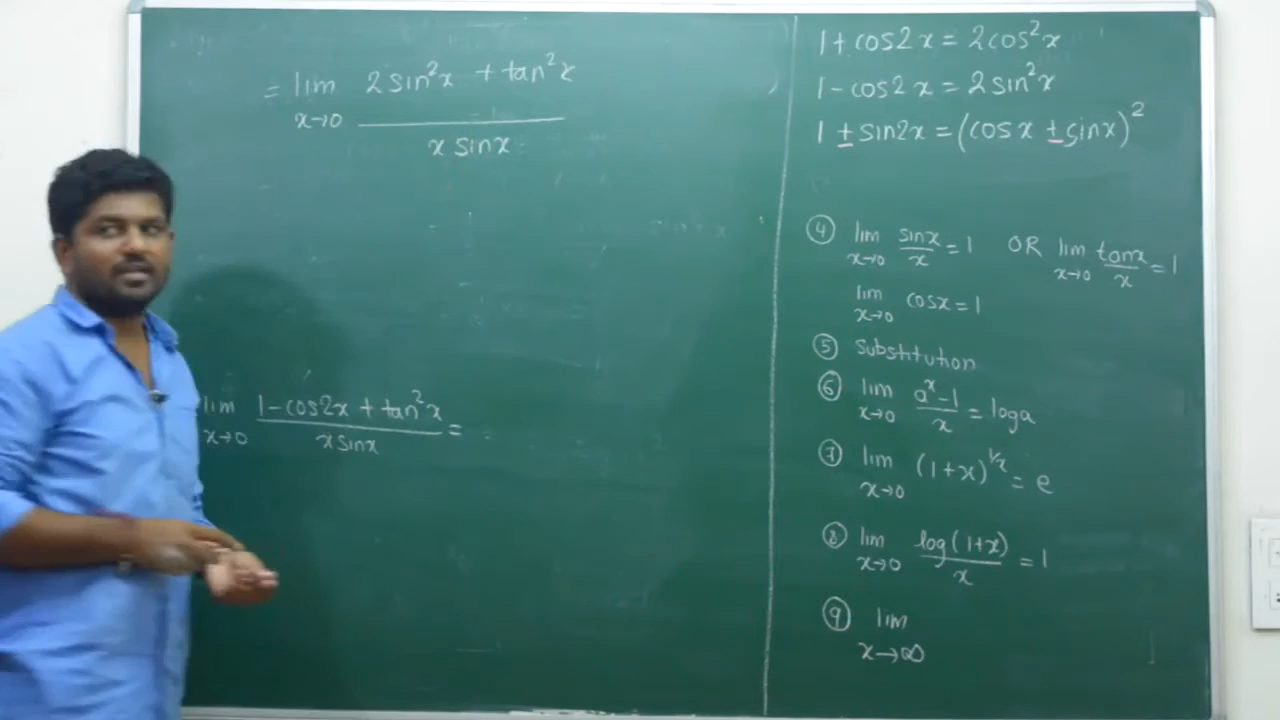 = lim x→0 (2sin²x + tan²x) / (x sinx)
lim x→0 (1-cos2x + tan²x) / (x sinx) =
1+cos2x = 2cos²x
1-cos2x = 2sin²x
1 ± sin2x = (cosx ± sinx)²
④ lim x→0 sinx/x = 1 OR lim x→0 tanx/x = 1
lim x→0 cosx = 1
⑤ Substitution
⑥ lim x→0 (a^x - 1)/x = loga
⑦ lim x→0 (1+x)^(1/x) = e
⑧ lim x→0 log(1+x)/x = 1
⑨ lim x→∞